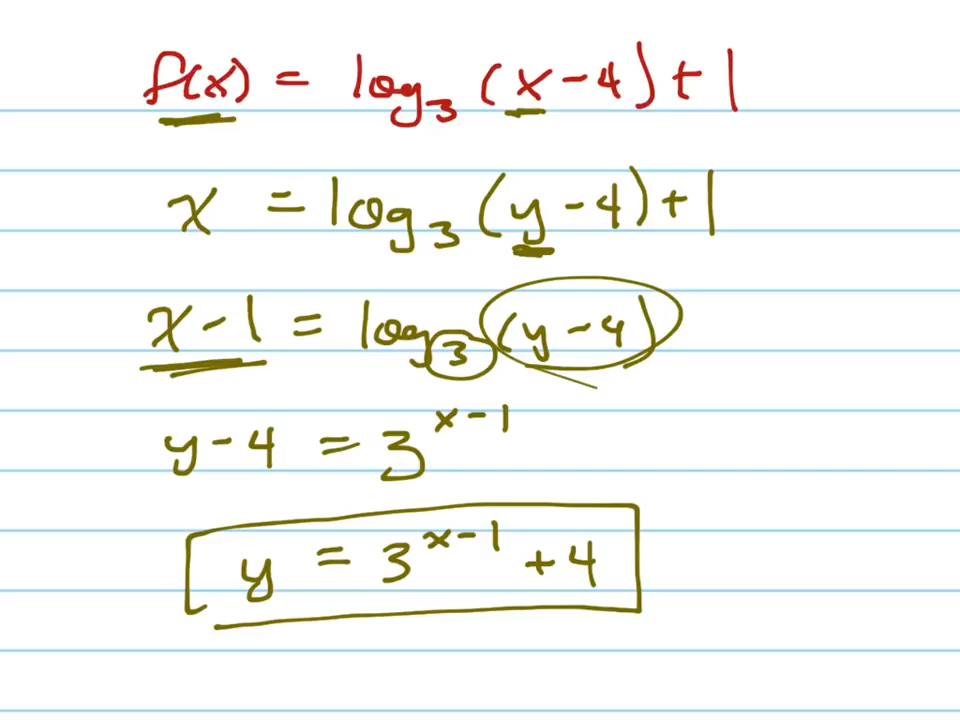 f(x) = log₃ (x - 4) + 1
x = log₃ (y - 4) + 1
x - 1 = log₃ (y - 4)
y - 4 = 3^(x - 1)
y = 3^(x - 1) + 4